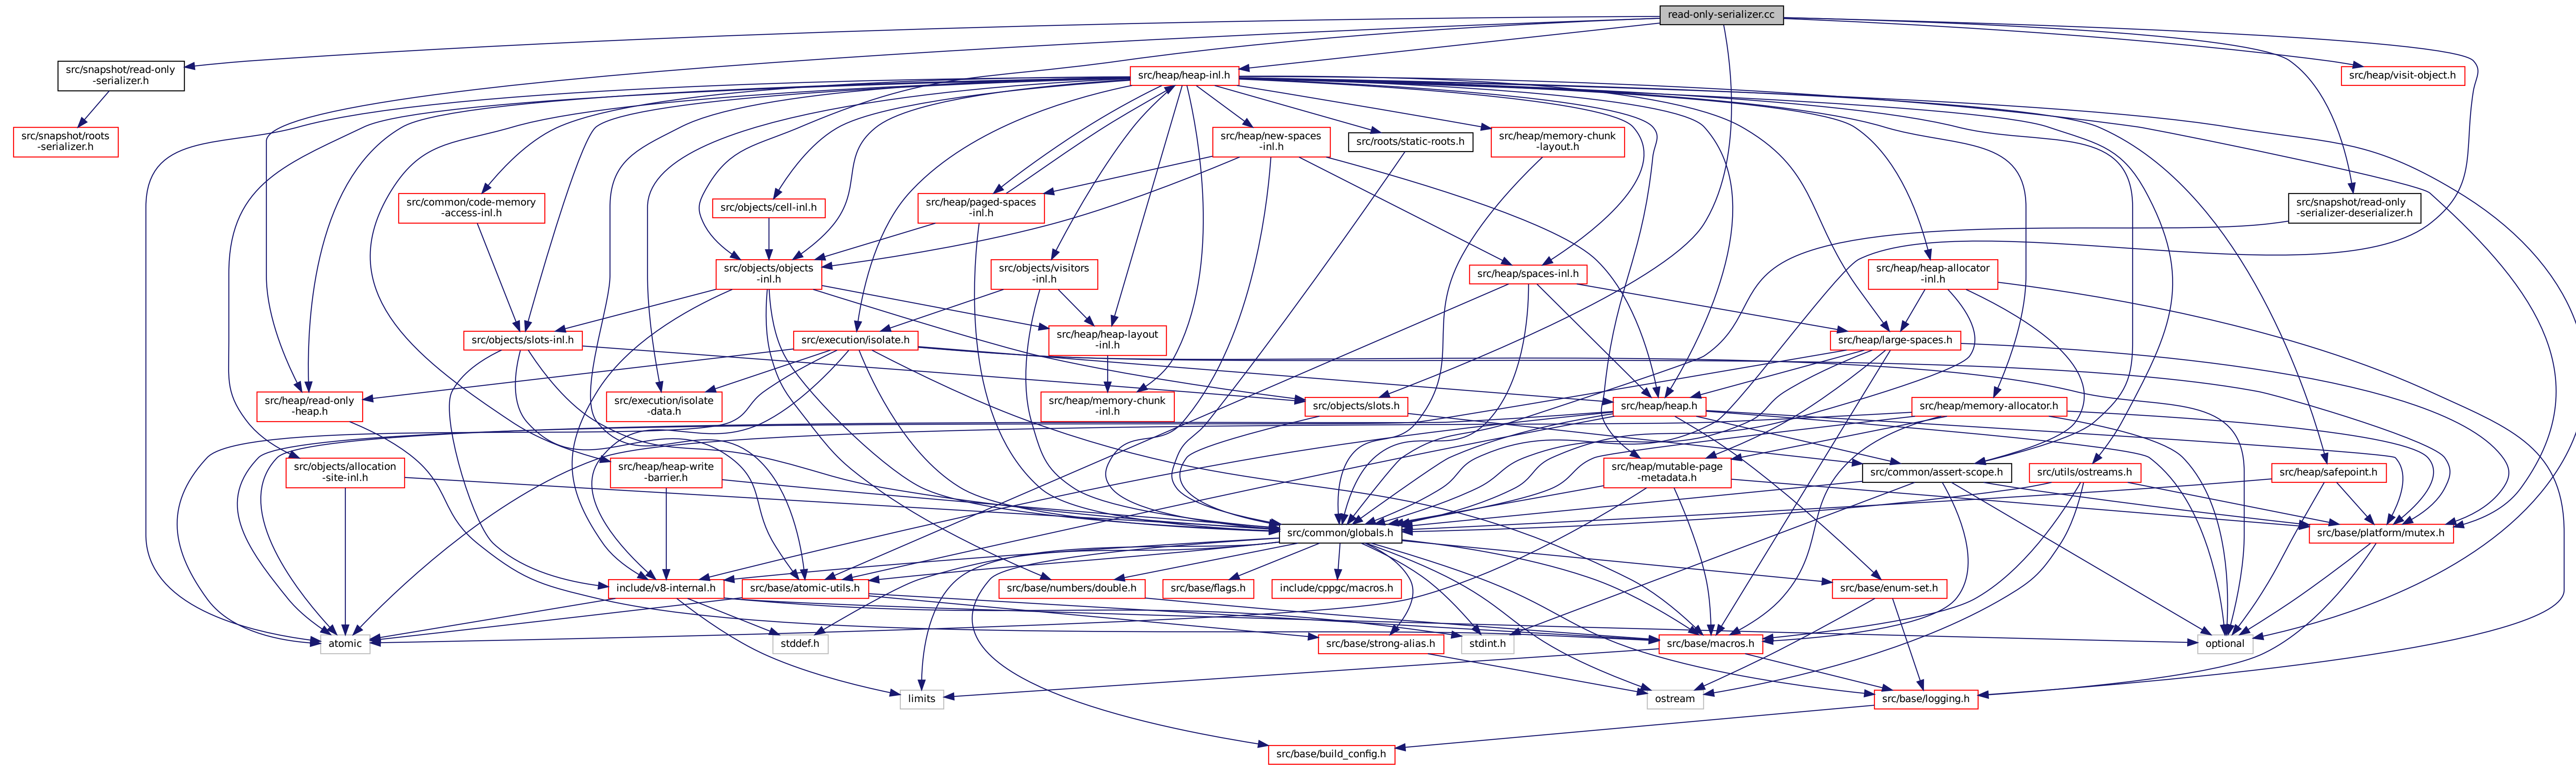 read-only-serializer.cc
src/snapshot/read-only
-serializer.h
src/heap/heap-inl.h
src/heap/visit-object.h
src/snapshot/roots
-serializer.h
src/heap/new-spaces
-inl.h
src/roots/static-roots.h
src/heap/memory-chunk
-layout.h
src/common/code-memory
-access-inl.h
src/objects/cell-inl.h
src/heap/paged-spaces
-inl.h
src/snapshot/read-only
-serializer-deserializer.h
src/objects/objects
-inl.h
src/objects/visitors
-inl.h
src/heap/spaces-inl.h
src/heap/heap-allocator
-inl.h
src/objects/slots-inl.h
src/execution/isolate.h
src/heap/heap-layout
-inl.h
src/heap/large-spaces.h
src/heap/read-only
-heap.h
src/execution/isolate
-data.h
src/heap/memory-chunk
-inl.h
src/objects/slots.h
src/heap/heap.h
src/heap/memory-allocator.h
src/objects/allocation
-site-inl.h
src/heap/heap-write
-barrier.h
src/heap/mutable-page
-metadata.h
src/common/assert-scope.h
src/utils/ostreams.h
src/heap/safepoint.h
src/common/globals.h
src/base/platform/mutex.h
include/v8-internal.h
src/base/atomic-utils.h
src/base/numbers/double.h
src/base/flags.h
include/cppgc/macros.h
src/base/enum-set.h
atomic
stddef.h
src/base/strong-alias.h
stdint.h
src/base/macros.h
optional
limits
ostream
src/base/logging.h
src/base/build_config.h